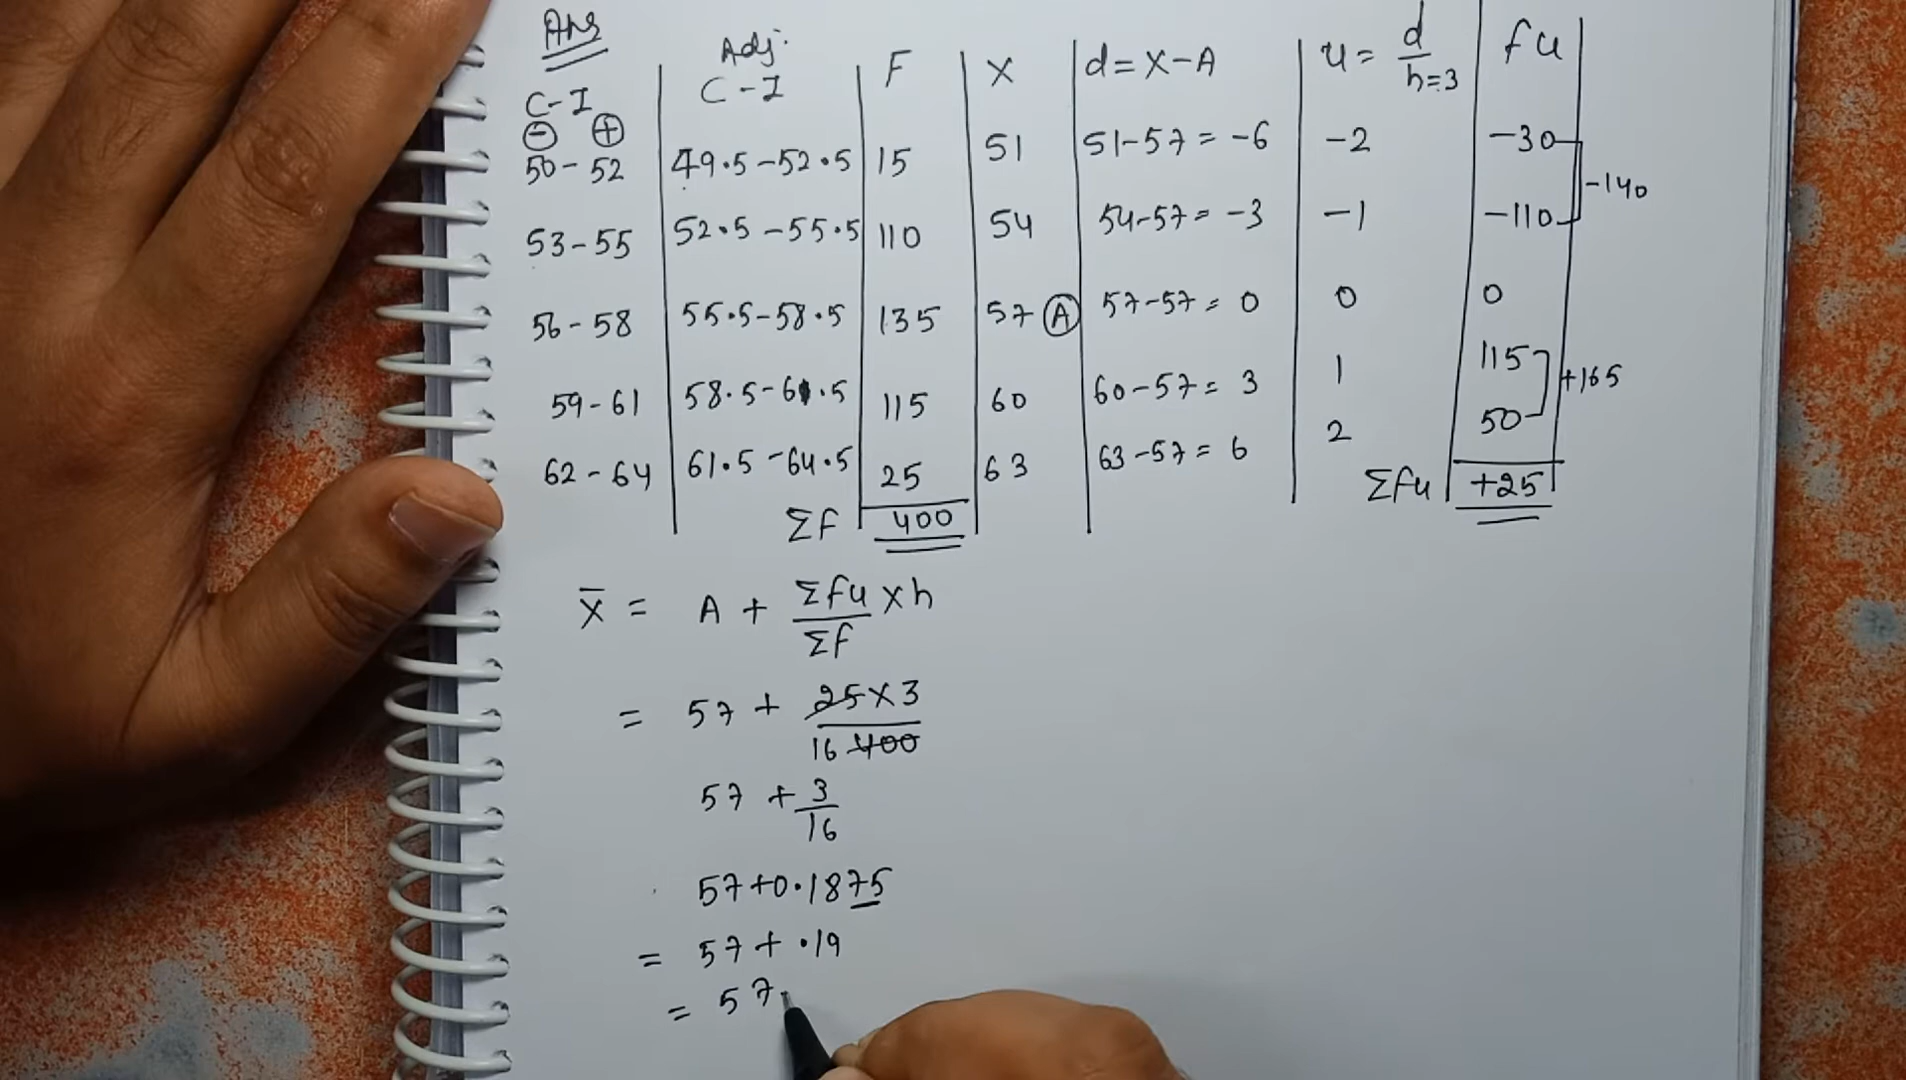 Ans
C-I Adj. C-I F X d=X-A u= d/h=3 fu
⊖ ⊕
50-52 49.5-52.5 15 51 51-57= -6 -2 -30
-140
53-55 52.5-55.5 110 54 54-57= -3 -1 -110
56-58 55.5-58.5 135 57 Ⓐ 57-57= 0 0 0
59-61 58.5-61.5 115 60 60-57= 3 1 115
+165
62-64 61.5-64.5 25 63 63-57= 6 2 50
Σf 400 Σfu +25
X̄ = A + Σfu/Σf xh
= 57 + 25x3/16 400
57 + 3/16
57+0.1875
= 57+ .19
= 57.